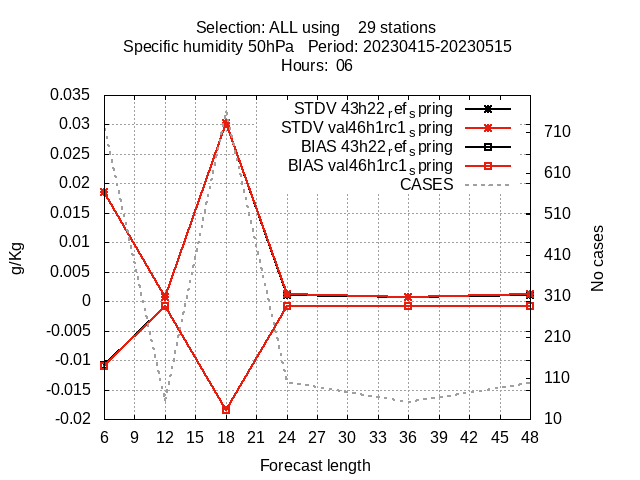 Selection: ALL using    29 stations
Specific humidity 50hPa   Period: 20230415-20230515
Hours:  06
STDV 43h22_ref_spring
STDV val46h1rc1_spring
BIAS 43h22_ref_spring
BIAS val46h1rc1_spring
CASES
0.035
0.03
0.025
0.02
0.015
0.01
0.005
0
-0.005
-0.01
-0.015
-0.02
g/Kg
710
610
510
410
310
210
110
10
No cases
6 9 12 15 18 21 24 27 30 33 36 39 42 45 48
Forecast length